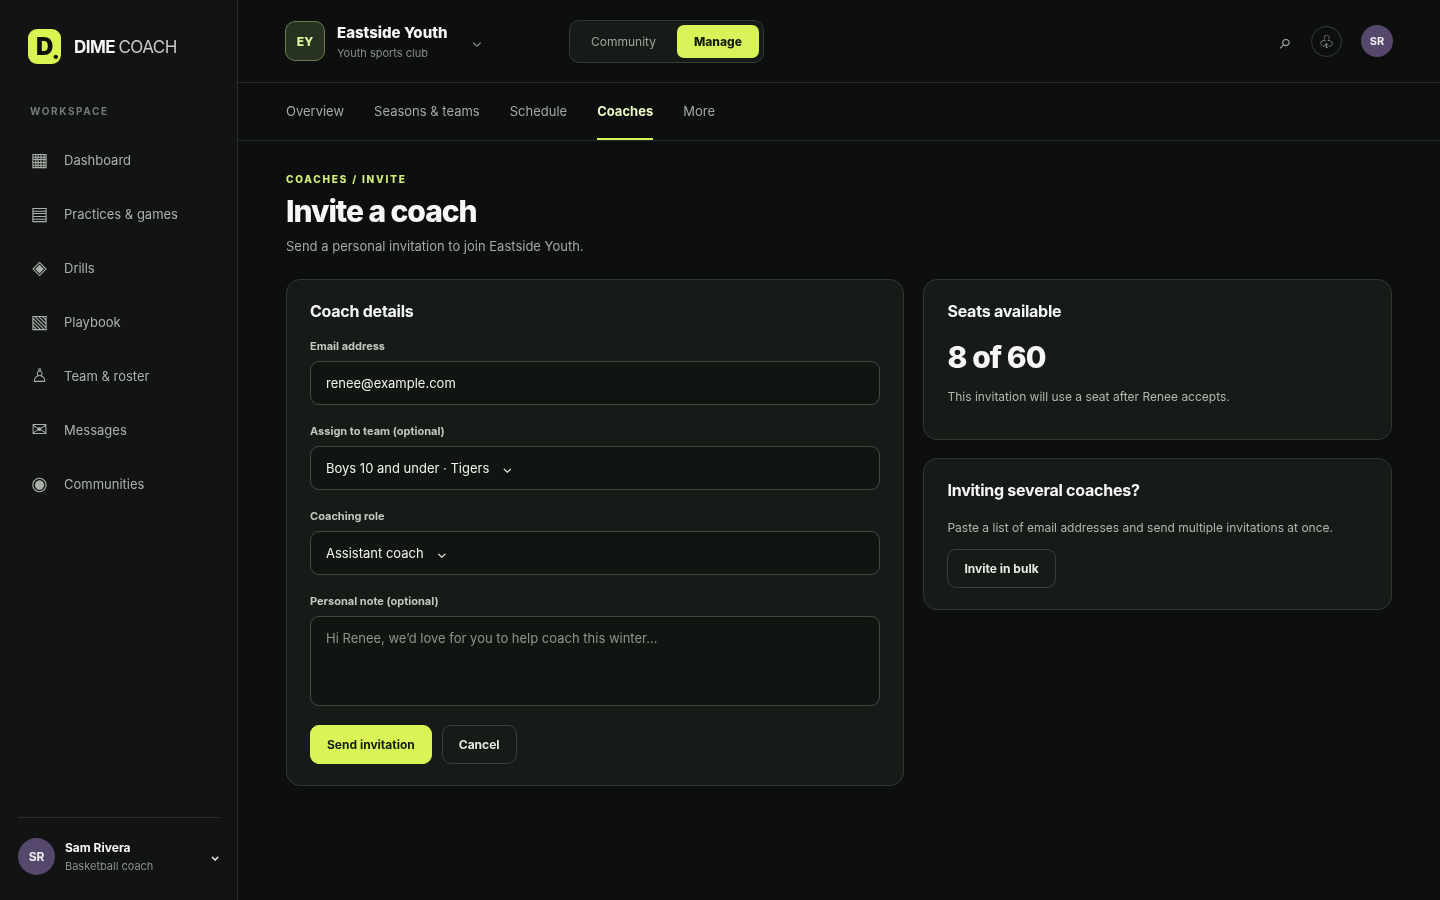 D.
DIME COACH
WORKSPACE
Dashboard
Practices & games
Drills
Playbook
Team & roster
Messages
Communities
SR
Sam Rivera
Basketball coach
EY
Eastside Youth
Youth sports club
Community
Manage
SR
Overview
Seasons & teams
Schedule
Coaches
More
COACHES / INVITE
Invite a coach
Send a personal invitation to join Eastside Youth.
Coach details
Email address
renee@example.com
Assign to team (optional)
Boys 10 and under · Tigers
Coaching role
Assistant coach
Personal note (optional)
Hi Renee, we’d love for you to help coach this winter…
Send invitation
Cancel
Seats available
8 of 60
This invitation will use a seat after Renee accepts.
Inviting several coaches?
Paste a list of email addresses and send multiple invitations at once.
Invite in bulk